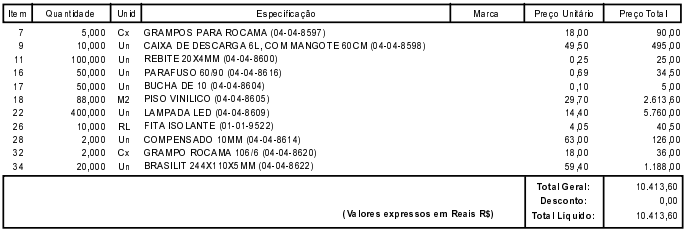 Item Quantidade Unid Especificação Marca Preço Unitário Preço Total
7 5,000 Cx GRAMPOS PARA ROCAMA (04-04-8597) 18,00 90,00
9 10,000 Un CAIXA DE DESCARGA 6L, COM MANGOTE 60CM (04-04-8598) 49,50 495,00
11 100,000 Un REBITE 20X4MM (04-04-8600) 0,25 25,00
16 50,000 Un PARAFUSO 60/90 (04-04-8616) 0,69 34,50
17 50,000 Un BUCHA DE 10 (04-04-8604) 0,10 5,00
18 88,000 M2 PISO VINILICO (04-04-8605) 29,70 2.613,60
22 400,000 Un LAMPADA LED (04-04-8609) 14,40 5.760,00
26 10,000 RL FITA ISOLANTE (01-01-9522) 4,05 40,50
28 2,000 Un COMPENSADO 10MM (04-04-8614) 63,00 126,00
32 2,000 Cx GRAMPO ROCAMA 106/6 (04-04-8620) 18,00 36,00
34 20,000 Un BRASILIT 244X110X5MM (04-04-8622) 59,40 1.188,00
Total Geral: 10.413,60
Desconto: 0,00
(Valores expressos em Reais R$) Total Líquido: 10.413,60